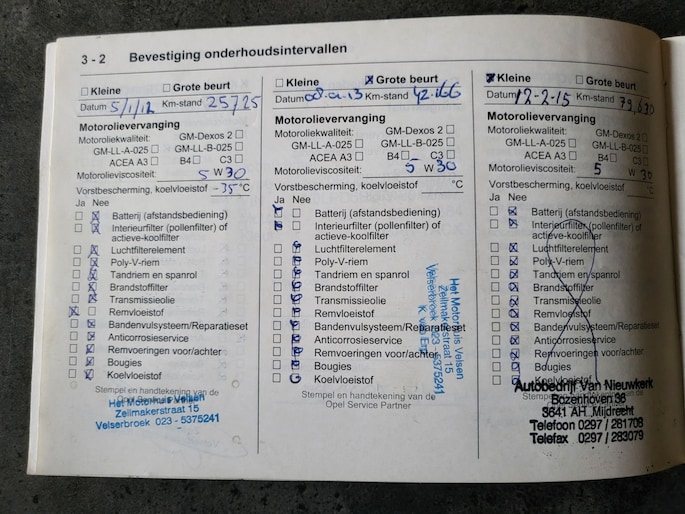 3 - 2 Bevestiging onderhoudsintervallen
Kleine Grote beurt
Datum 5/1/12 Km-stand 25725
Motorolievervanging
Motoroliekwaliteit: GM-Dexos 2
GM-LL-A-025 GM-LL-B-025
ACEA A3 B4 C3
Motorolieviscositeit: 5 W 30
Vorstbescherming, koelvloeistof -35 °C
Ja Nee
Batterij (afstandsbediening)
Interieurfilter (pollenfilter) of
actieve-koolfilter
Luchtfilterelement
Poly-V-riem
Tandriem en spanrol
Brandstoffilter
Transmissieolie
Remvloeistof
Bandenvulsysteem/Reparatieset
Anticorrosieservice
Remvoeringen voor/achter
Bougies
Koelvloeistof
Stempel en handtekening van de
Het Motorhuis Velsen
Zeilmakerstraat 15
Velserbroek 023 - 5375241
Kleine Grote beurt
Datum Km-stand 42.166
Motorolievervanging
Motoroliekwaliteit: GM-Dexos 2
GM-LL-A-025 GM-LL-B-025
ACEA A3 B4 C3
Motorolieviscositeit: 5 W 30
Vorstbescherming, koelvloeistof °C
Ja Nee
Batterij (afstandsbediening)
Interieurfilter (pollenfilter) of
actieve-koolfilter
Luchtfilterelement
Poly-V-riem
Tandriem en spanrol
Brandstoffilter
Transmissieolie
Remvloeistof
Bandenvulsysteem/Reparatieset
Anticorrosieservice
Remvoeringen voor/achter
Bougies
Koelvloeistof
Stempel en handtekening van de
Opel Service Partner
Het Motorhuis Velsen
Zeilmakerstraat 15
Velserbroek 023 - 5375241
Kleine Grote beurt
Datum 12-2-15 Km-stand
Motorolievervanging
Motoroliekwaliteit: GM-Dexos 2
GM-LL-A-025 GM-LL-B-025
ACEA A3 B4 C3
Motorolieviscositeit: 5 W 30
Vorstbescherming, koelvloeistof °C
Ja Nee
Batterij (afstandsbediening)
Interieurfilter (pollenfilter) of
actieve-koolfilter
Luchtfilterelement
Poly-V-riem
Tandriem en spanrol
Brandstoffilter
Transmissieolie
Remvloeistof
Bandenvulsysteem/Reparatieset
Anticorrosieservice
Remvoeringen voor/achter
Bougies
Koelvloeistof
Autobedrijf Van Nieuwkerk
Bozenhoven 36
3641 AH Mijdrecht
Telefoon 0297 / 281708
Telefax 0297 / 283079